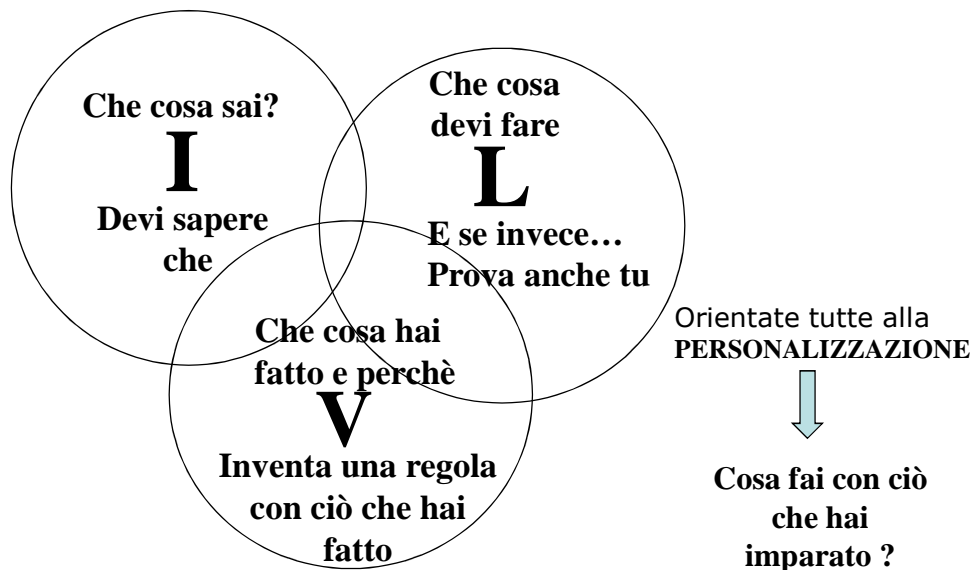 Che cosa sai?
I
Devi sapere
che
Che cosa
devi fare
L
E se invece…
Prova anche tu
Che cosa hai
fatto e perchè
V
Inventa una regola
con ciò che hai
fatto
Orientate tutte alla
PERSONALIZZAZIONE
Cosa fai con ciò
che hai
imparato ?